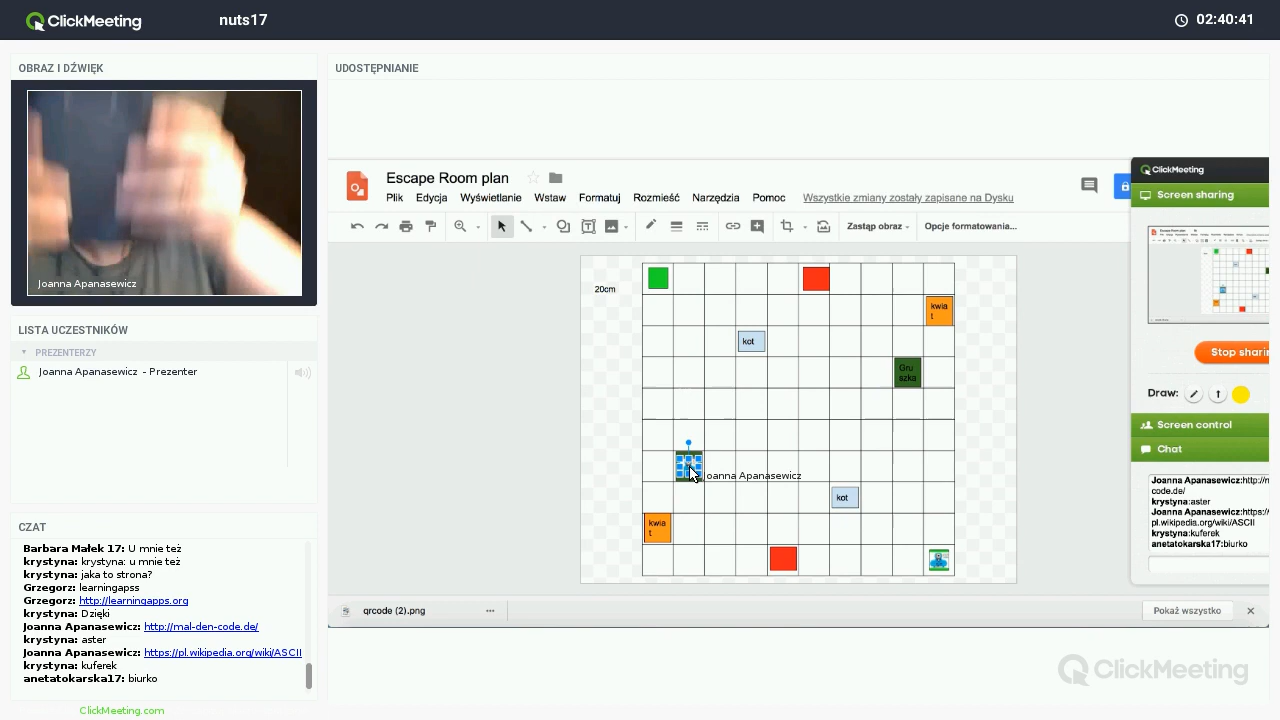 ClickMeeting
nuts17
02:40:41
OBRAZ I DŹWIĘK
Joanna Apanasewicz
LISTA UCZESTNIKÓW
PREZENTERZY
Joanna Apanasewicz - Prezenter
CZAT
Barbara Małek 17: U mnie też
krystyna: krystyna: u mnie też
krystyna: jaka to strona?
Grzegorz: learningapss
Grzegorz: http://learningapps.org
krystyna: Dzięki
Joanna Apanasewicz: http://mal-den-code.de/
krystyna: aster
Joanna Apanasewicz: https://pl.wikipedia.org/wiki/ASCII
krystyna: kuferek
anetatokarska17: biurko
ClickMeeting.com
UDOSTĘPNIANIE
Escape Room plan
Plik Edycja Wyświetlanie Wstaw Formatuj Rozmieść Narzędzia Pomoc Wszystkie zmiany zostały zapisane na Dysku
Zastąp obraz Opcje formatowania...
20cm
kwia
t
kot
Gru
szka
oanna Apanasewicz
kot
kwia
t
qrcode (2).png
Pokaż wszystko
ClickMeeting
Screen sharing
Stop shari
Draw:
Screen control
Chat
Joanna Apanasewicz:http://m
code.de/
krystyna:aster
Joanna Apanasewicz:https:/
pl.wikipedia.org/wiki/ASCII
krystyna:kuferek
anetatokarska17:biurko
ClickMeeting